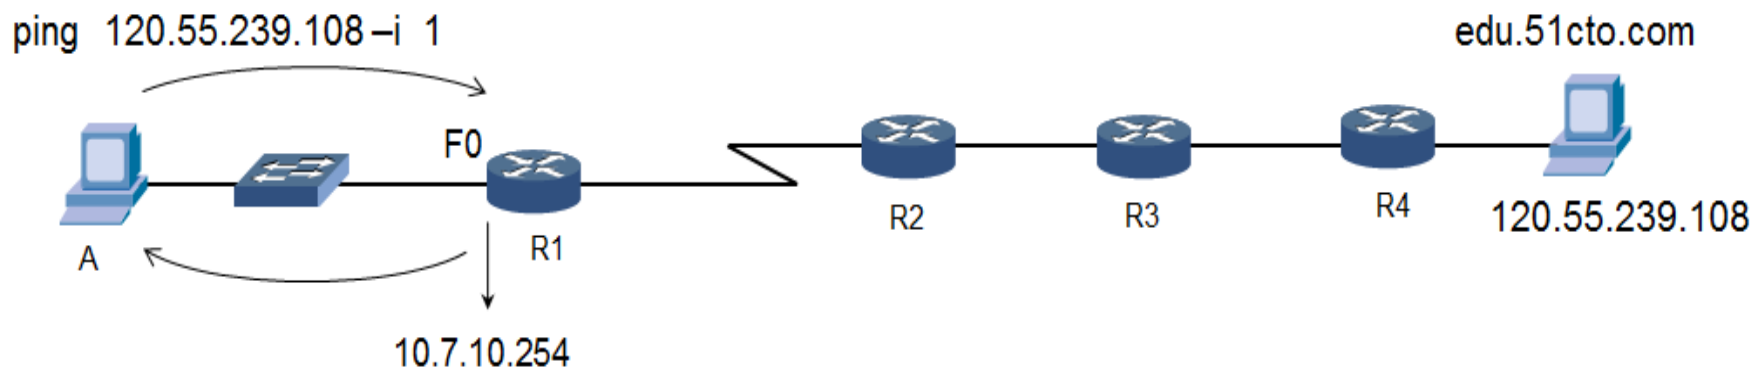 ping 120.55.239.108 –i 1
edu.51cto.com
F0
A
R1
R2
R3
R4
120.55.239.108
10.7.10.254